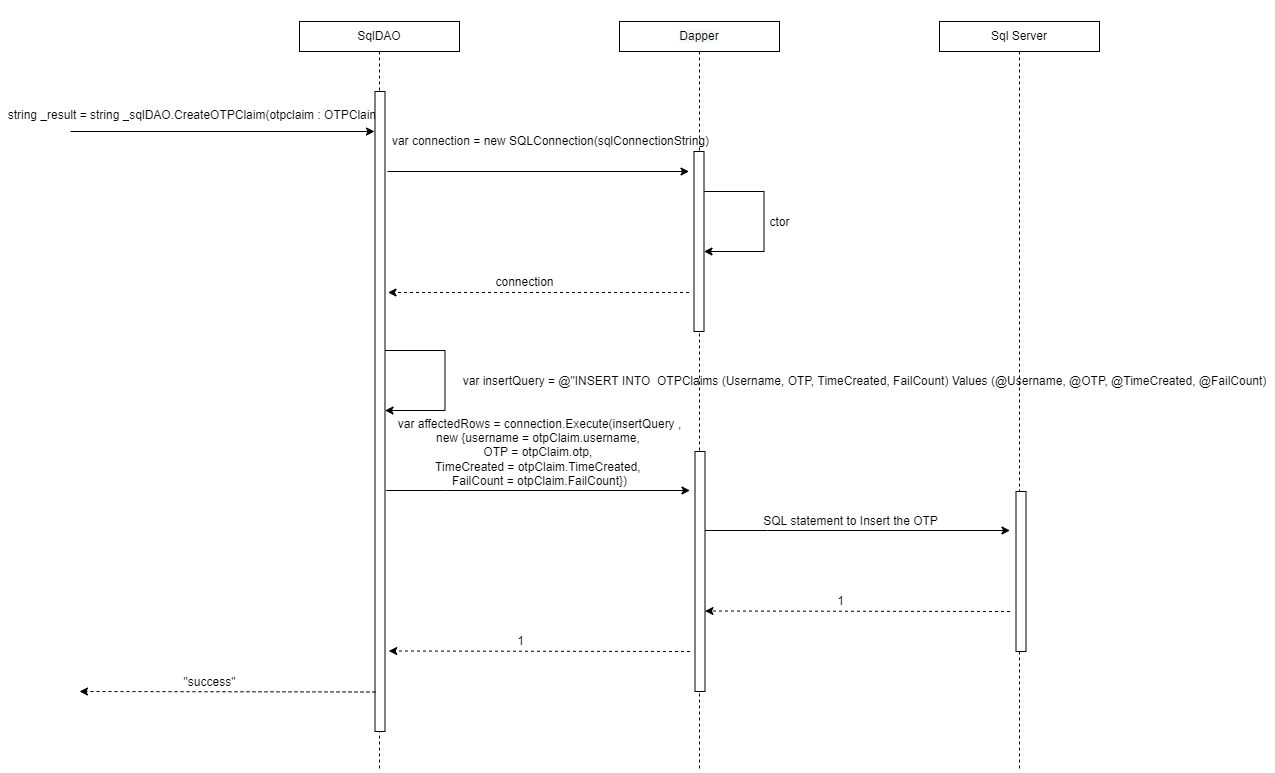 SqlDAO
Dapper
Sql Server
string _result = string _sqlDAO.CreateOTPClaim(otpclaim : OTPClain
var connection = new SQLConnection(sqlConnectionString)
ctor
connection
var insertQuery = @"INSERT INTO OTPClaims (Username, OTP, TimeCreated, FailCount) Values (@Username, @OTP, @TimeCreated, @FailCount)
var affectedRows = connection.Execute(insertQuery ,
new {username = otpClaim.username,
OTP = otpClaim.otp,
TimeCreated = otpClaim.TimeCreated,
FailCount = otpClaim.FailCount})
SQL statement to Insert the OTP
1
1
"success"